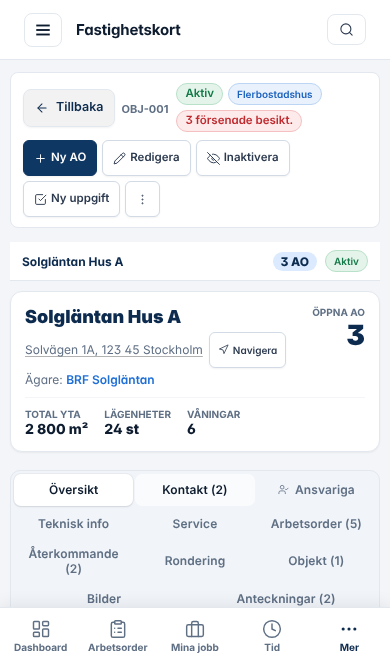 Fastighetskort
Tillbaka
OBJ-001
Aktiv
Flerbostadshus
3 försenade besikt.
Ny AO
Redigera
Inaktivera
Ny uppgift
Solgläntan Hus A
3 AO
Aktiv
Solgläntan Hus A
ÖPPNA AO
3
Solvägen 1A, 123 45 Stockholm
Navigera
Ägare: BRF Solgläntan
TOTAL YTA
LÄGENHETER
VÅNINGAR
2 800 m²
24 st
6
Översikt
Kontakt (2)
Ansvariga
Teknisk info
Service
Arbetsorder (5)
Återkommande
(2)
Rondering
Objekt (1)
Bilder
Anteckningar (2)
Dashboard
Arbetsorder
Mina jobb
Tid
Mer